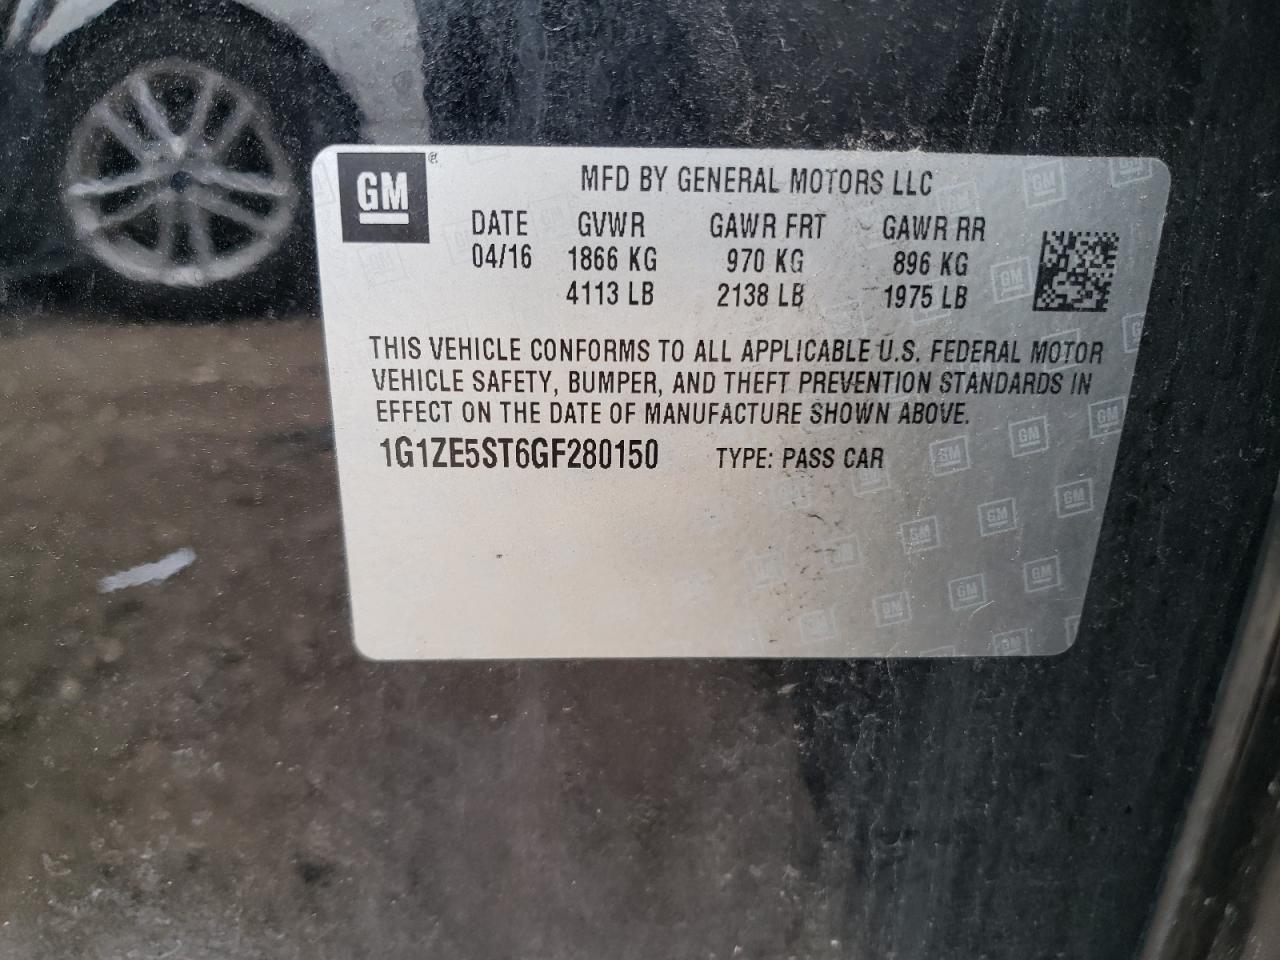 GM
MFD BY GENERAL MOTORS LLC
DATE GVWR GAWR FRT GAWR RR
04/16 1866 KG 970 KG 896 KG
4113 LB 2138 LB 1975 LB
THIS VEHICLE CONFORMS TO ALL APPLICABLE U.S. FEDERAL MOTOR
VEHICLE SAFETY, BUMPER, AND THEFT PREVENTION STANDARDS IN
EFFECT ON THE DATE OF MANUFACTURE SHOWN ABOVE.
1G1ZE5ST6GF280150 TYPE: PASS CAR